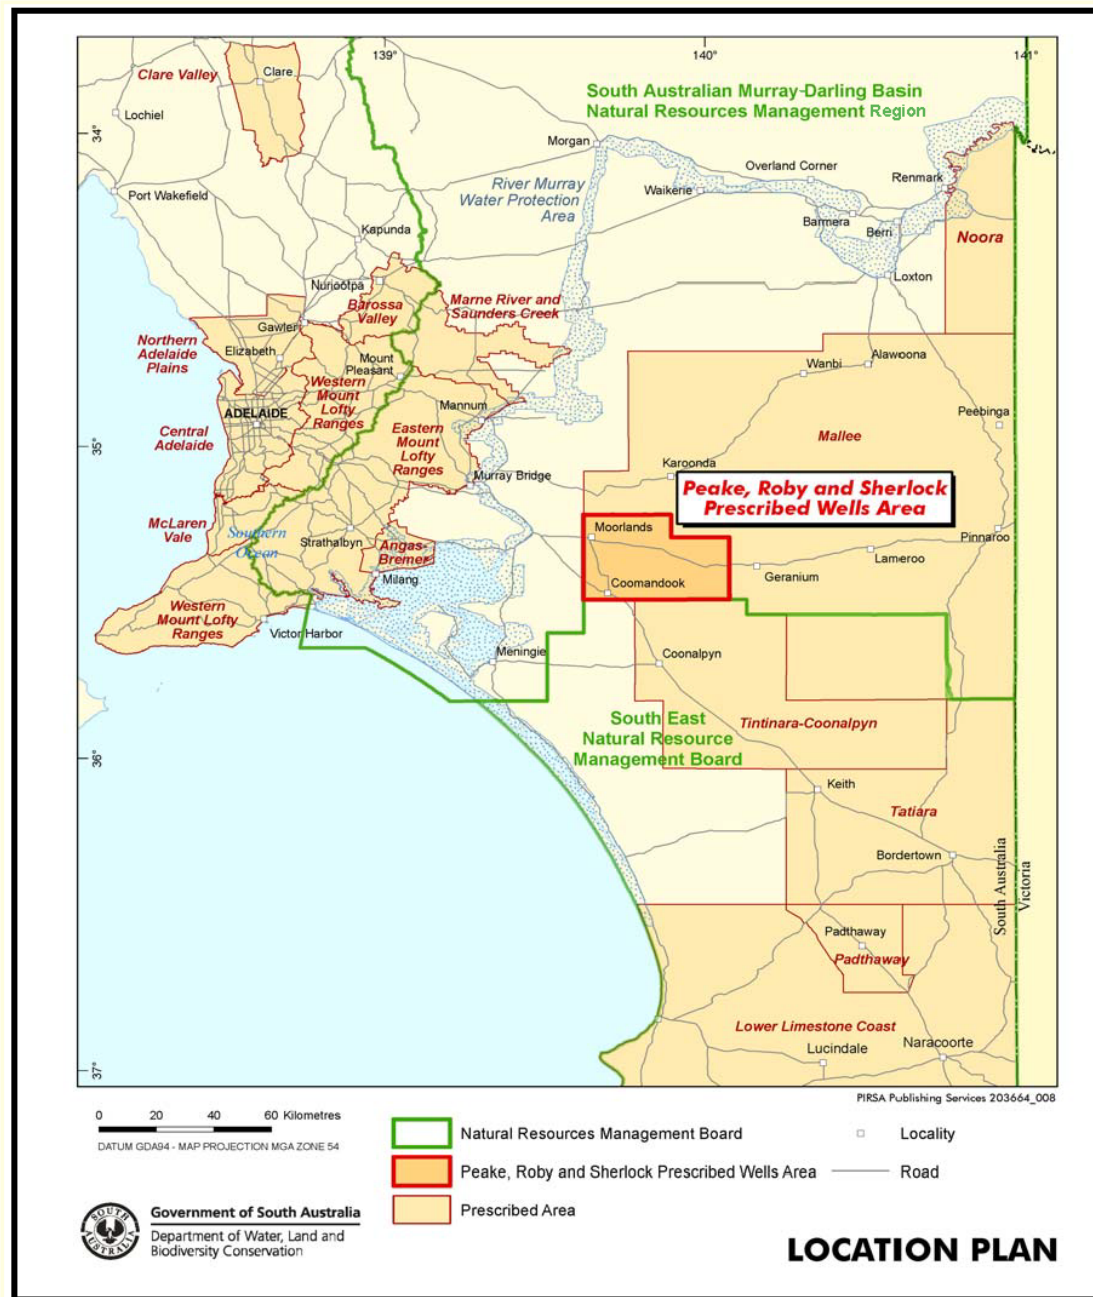 139°
140°
141°
Clare Valley
Clare
Lochiel
South Australian Murray-Darling Basin
Natural Resources Management Region
34°
Morgan
Overland Corner
Port Wakefield
River Murray
Water Protection
Area
Waikerie
Renmark
Barmera
Berri
Kapunda
Noora
Nuriootpa
Loxton
Barossa
Valley
Marne River and
Saunders Creek
Gawler
Northern
Adelaide
Plains
Elizabeth
Mount
Pleasant
Wanbi
Alawoona
Western
Mount
Lofty
Ranges
ADELAIDE
Mannum
Peebinga
Central
Adelaide
Eastern
Mount
Lofty
Ranges
Mallee
35°
Karoonda
Murray Bridge
Peake, Roby and Sherlock
Prescribed Wells Area
McLaren
Vale
Southern
Ocean
Strathalbyn
Angas-
Bremer
Moorlands
Pinnaroo
Lameroo
Milang
Coomandook
Geranium
Western
Mount Lofty
Ranges
Victor Harbor
Meningie
Coonalpyn
South East
Natural Resource
Management Board
Tintinara-Coonalpyn
36°
Keith
Tatiara
Bordertown
South Australia
Victoria
Padthaway
Padthaway
Lower Limestone Coast
Lucindale
Naracoorte
37°
PIRSA Publishing Services 203664_008
0 20 40 60 Kilometres
DATUM GDA94 - MAP PROJECTION MGA ZONE 54
Natural Resources Management Board
Locality
Peake, Roby and Sherlock Prescribed Wells Area
Road
Prescribed Area
SOUTH AUSTRALIA
Government of South Australia
Department of Water, Land and
Biodiversity Conservation
LOCATION PLAN